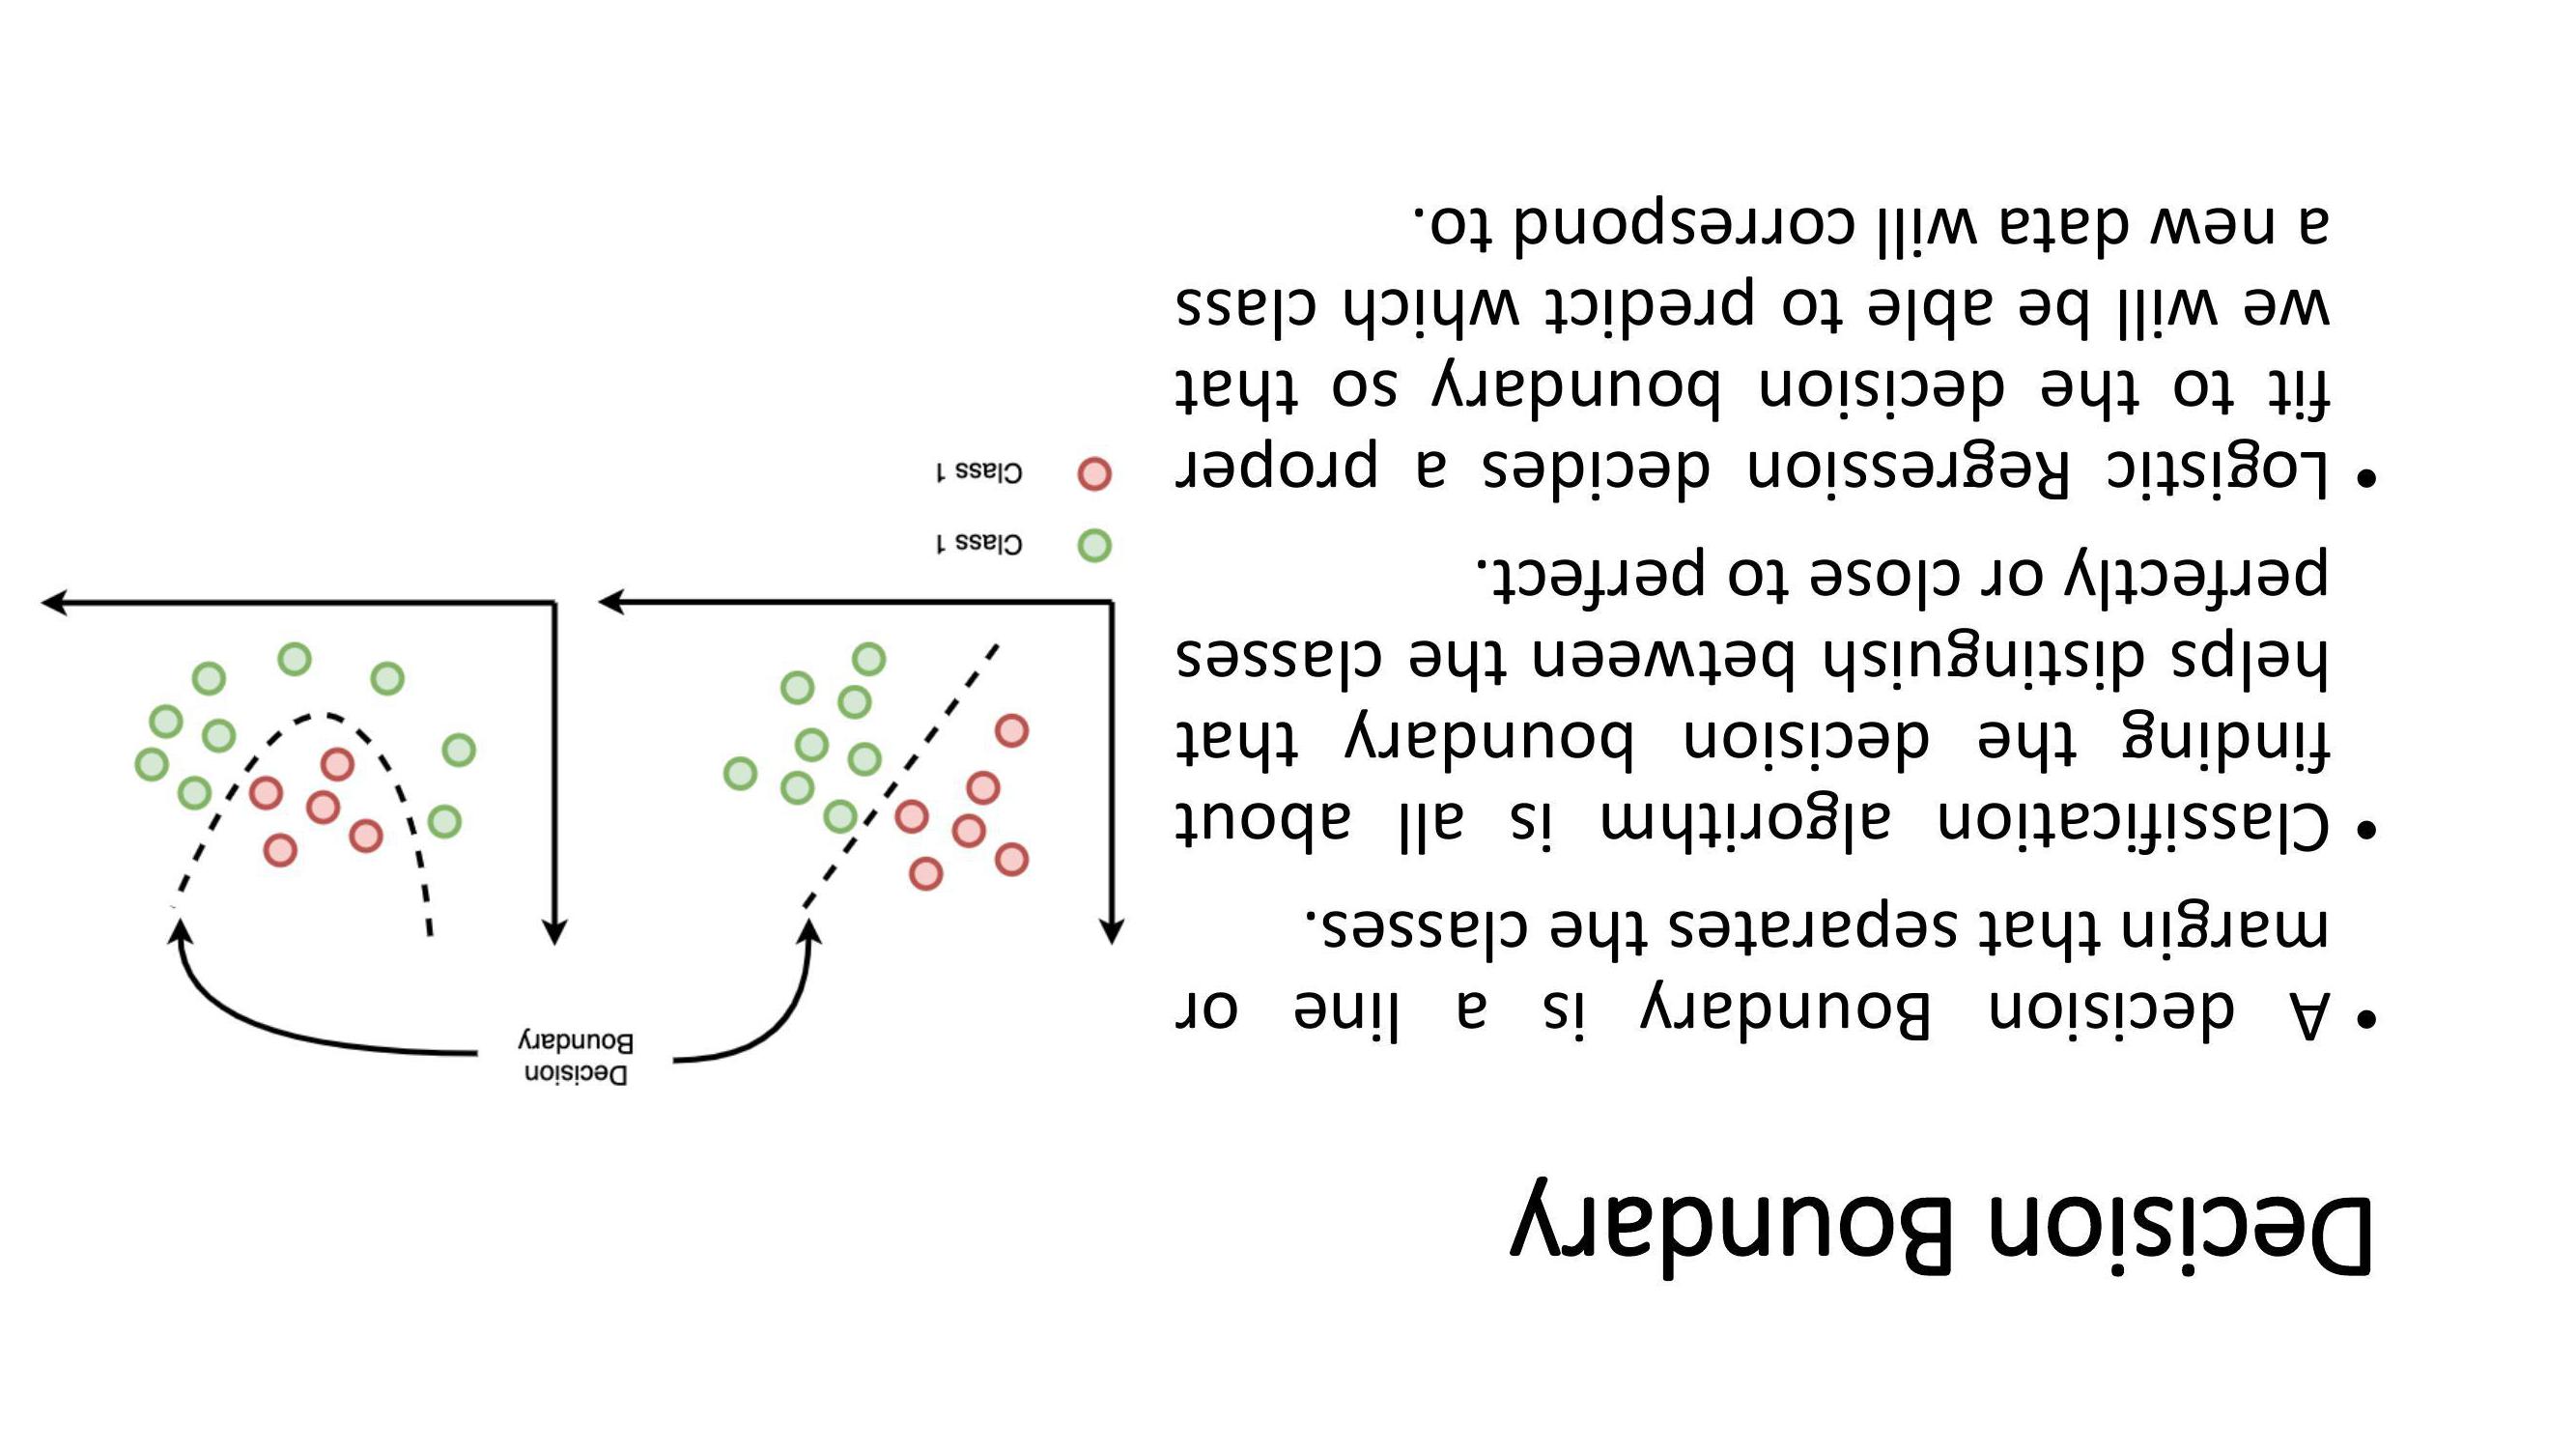 Decision Boundary
• A decision Boundary is a line or
margin that separates the classes.
• Classification algorithm is all about
finding the decision boundary that
helps distinguish between the classes
perfectly or close to perfect.
• Logistic Regression decides a proper
fit to the decision boundary so that
we will be able to predict which class
a new data will correspond to.
Decision
Boundary
Class 1
Class 1